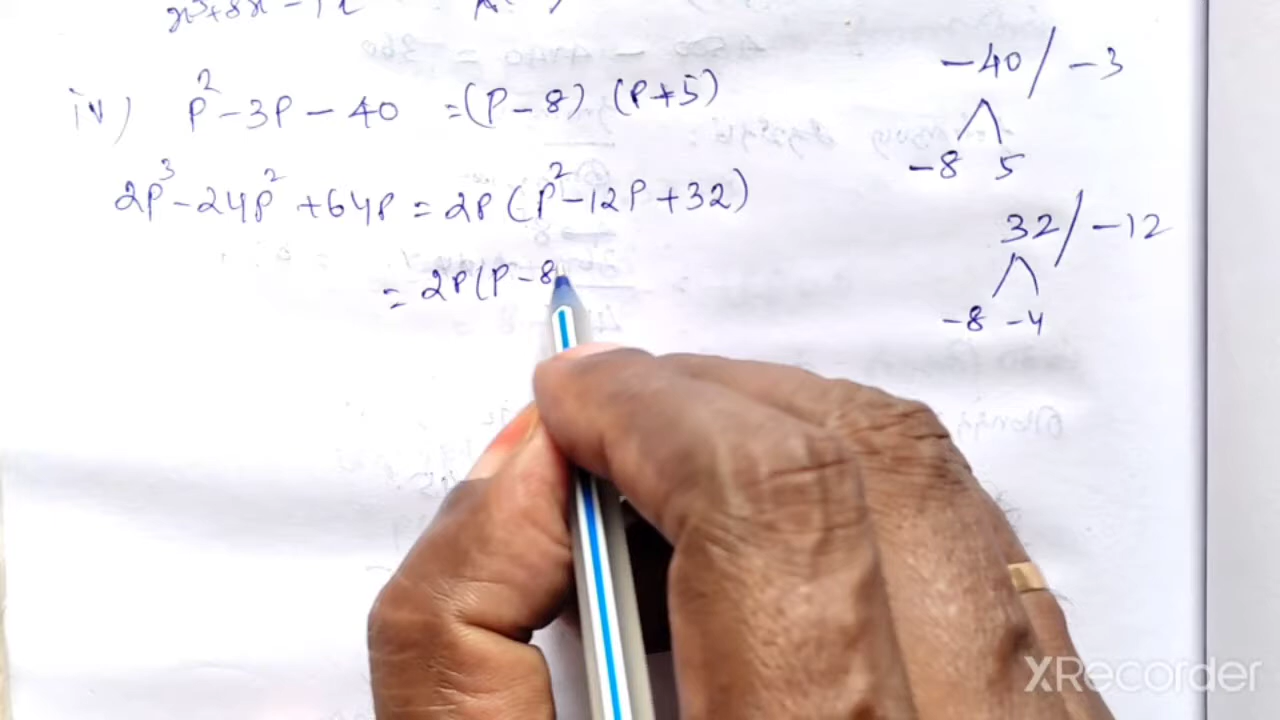 iv) p² - 3p - 40 = (p - 8) (p + 5)
-40 / -3
-8 5
2p³ - 24p² + 64p = 2p (p² - 12p + 32)
32 / -12
-8 -4
= 2p (p - 8
XRecorder